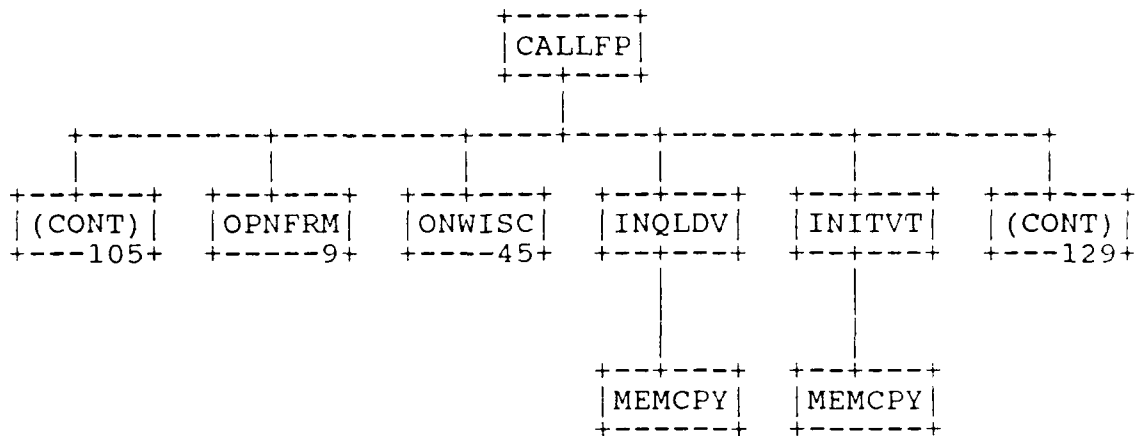 CALLFP
(CONT) OPNFRM ONWISC INQLDV INITVT (CONT)
105 9 45 129
MEMCPY MEMCPY